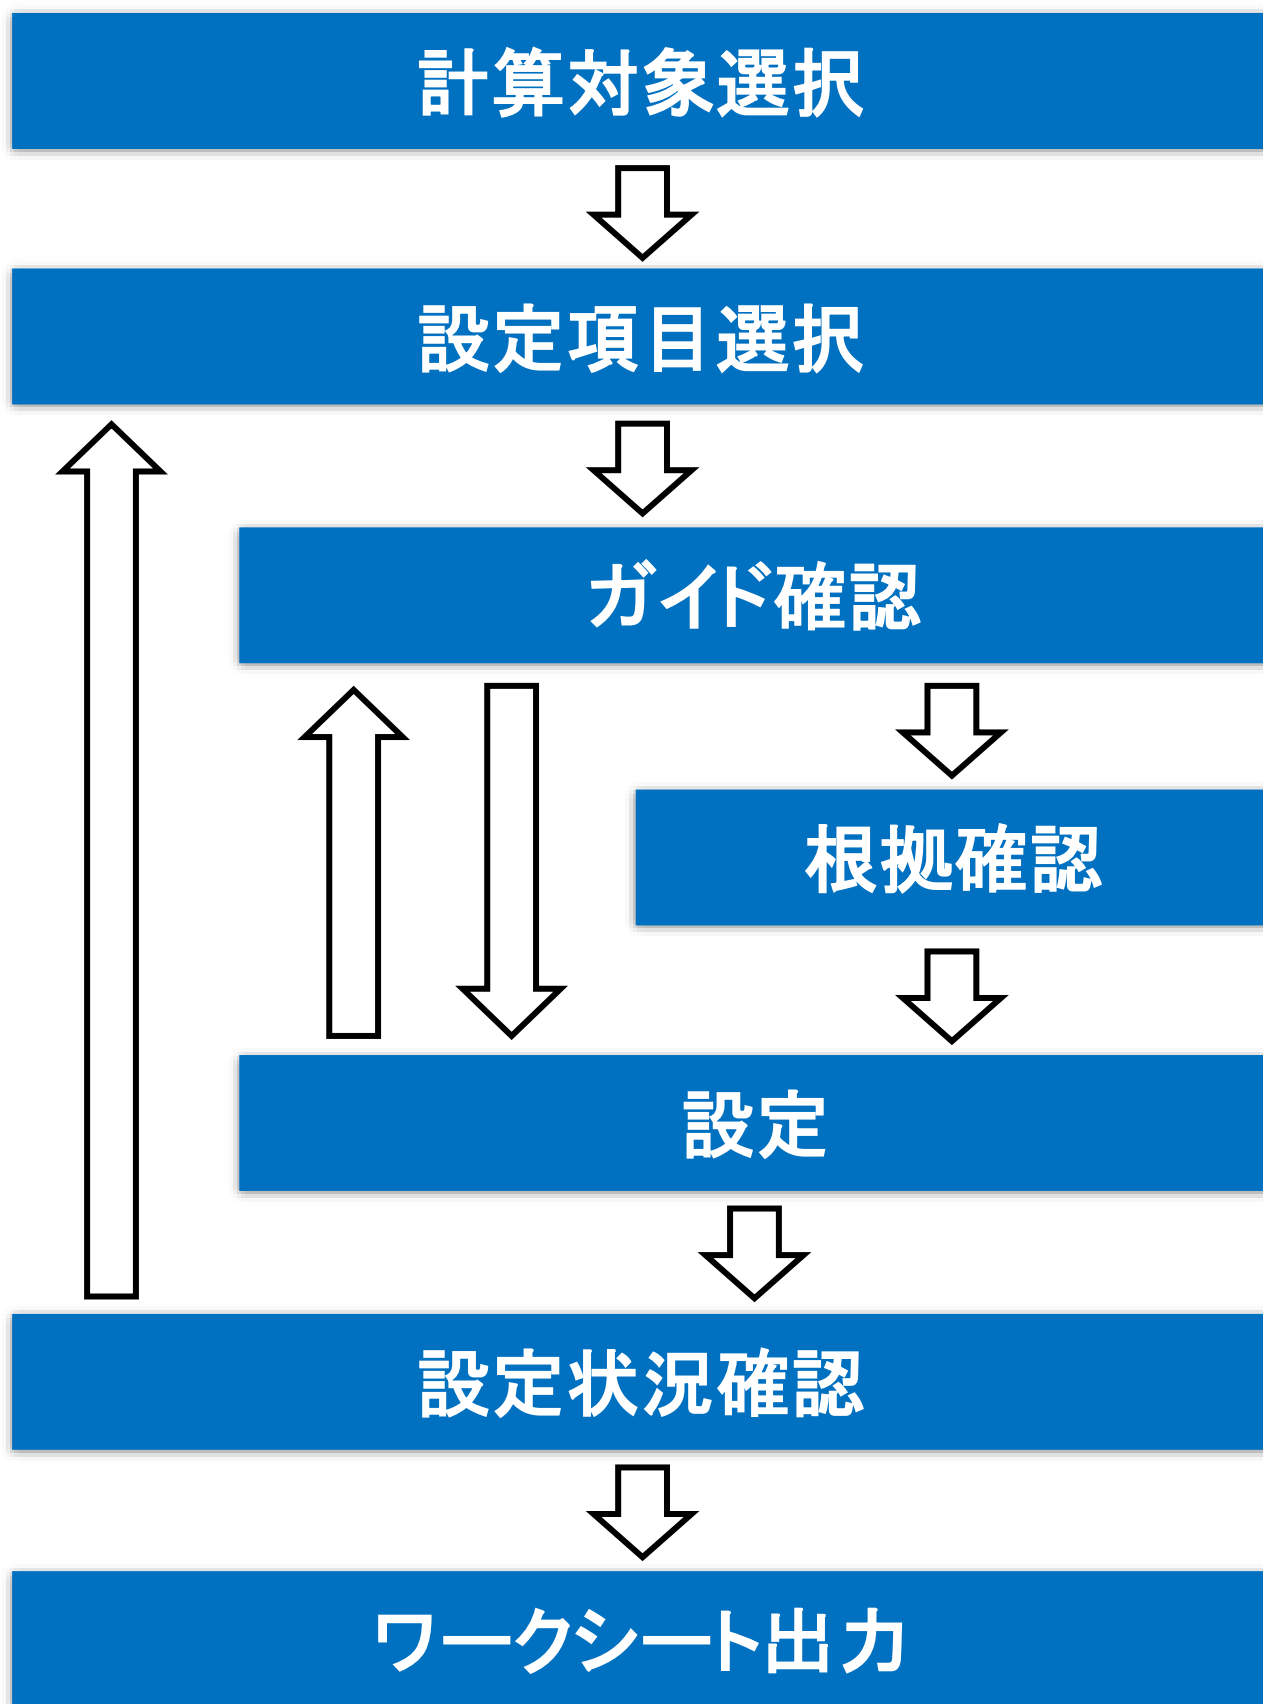 計算対象選択
設定項目選択
ガイド確認
根拠確認
設定
設定状況確認
ワークシート出力